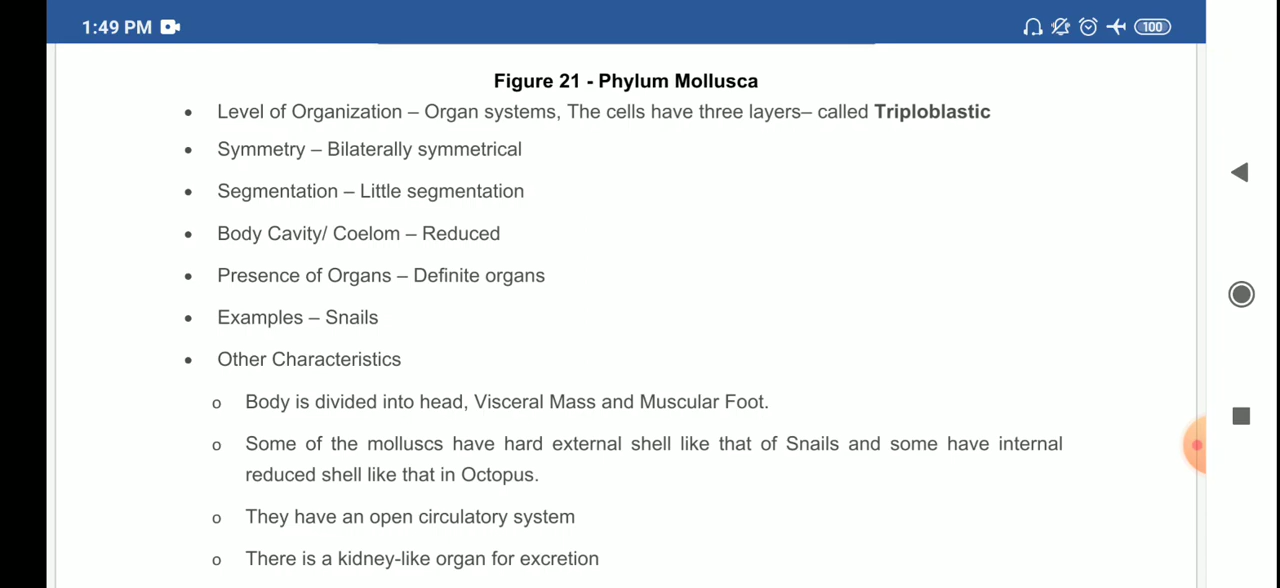 1:49 PM
100
Figure 21 - Phylum Mollusca
• Level of Organization – Organ systems, The cells have three layers– called Triploblastic
• Symmetry – Bilaterally symmetrical
• Segmentation – Little segmentation
• Body Cavity/ Coelom – Reduced
• Presence of Organs – Definite organs
• Examples – Snails
• Other Characteristics
o Body is divided into head, Visceral Mass and Muscular Foot.
o Some of the molluscs have hard external shell like that of Snails and some have internal
reduced shell like that in Octopus.
o They have an open circulatory system
o There is a kidney-like organ for excretion